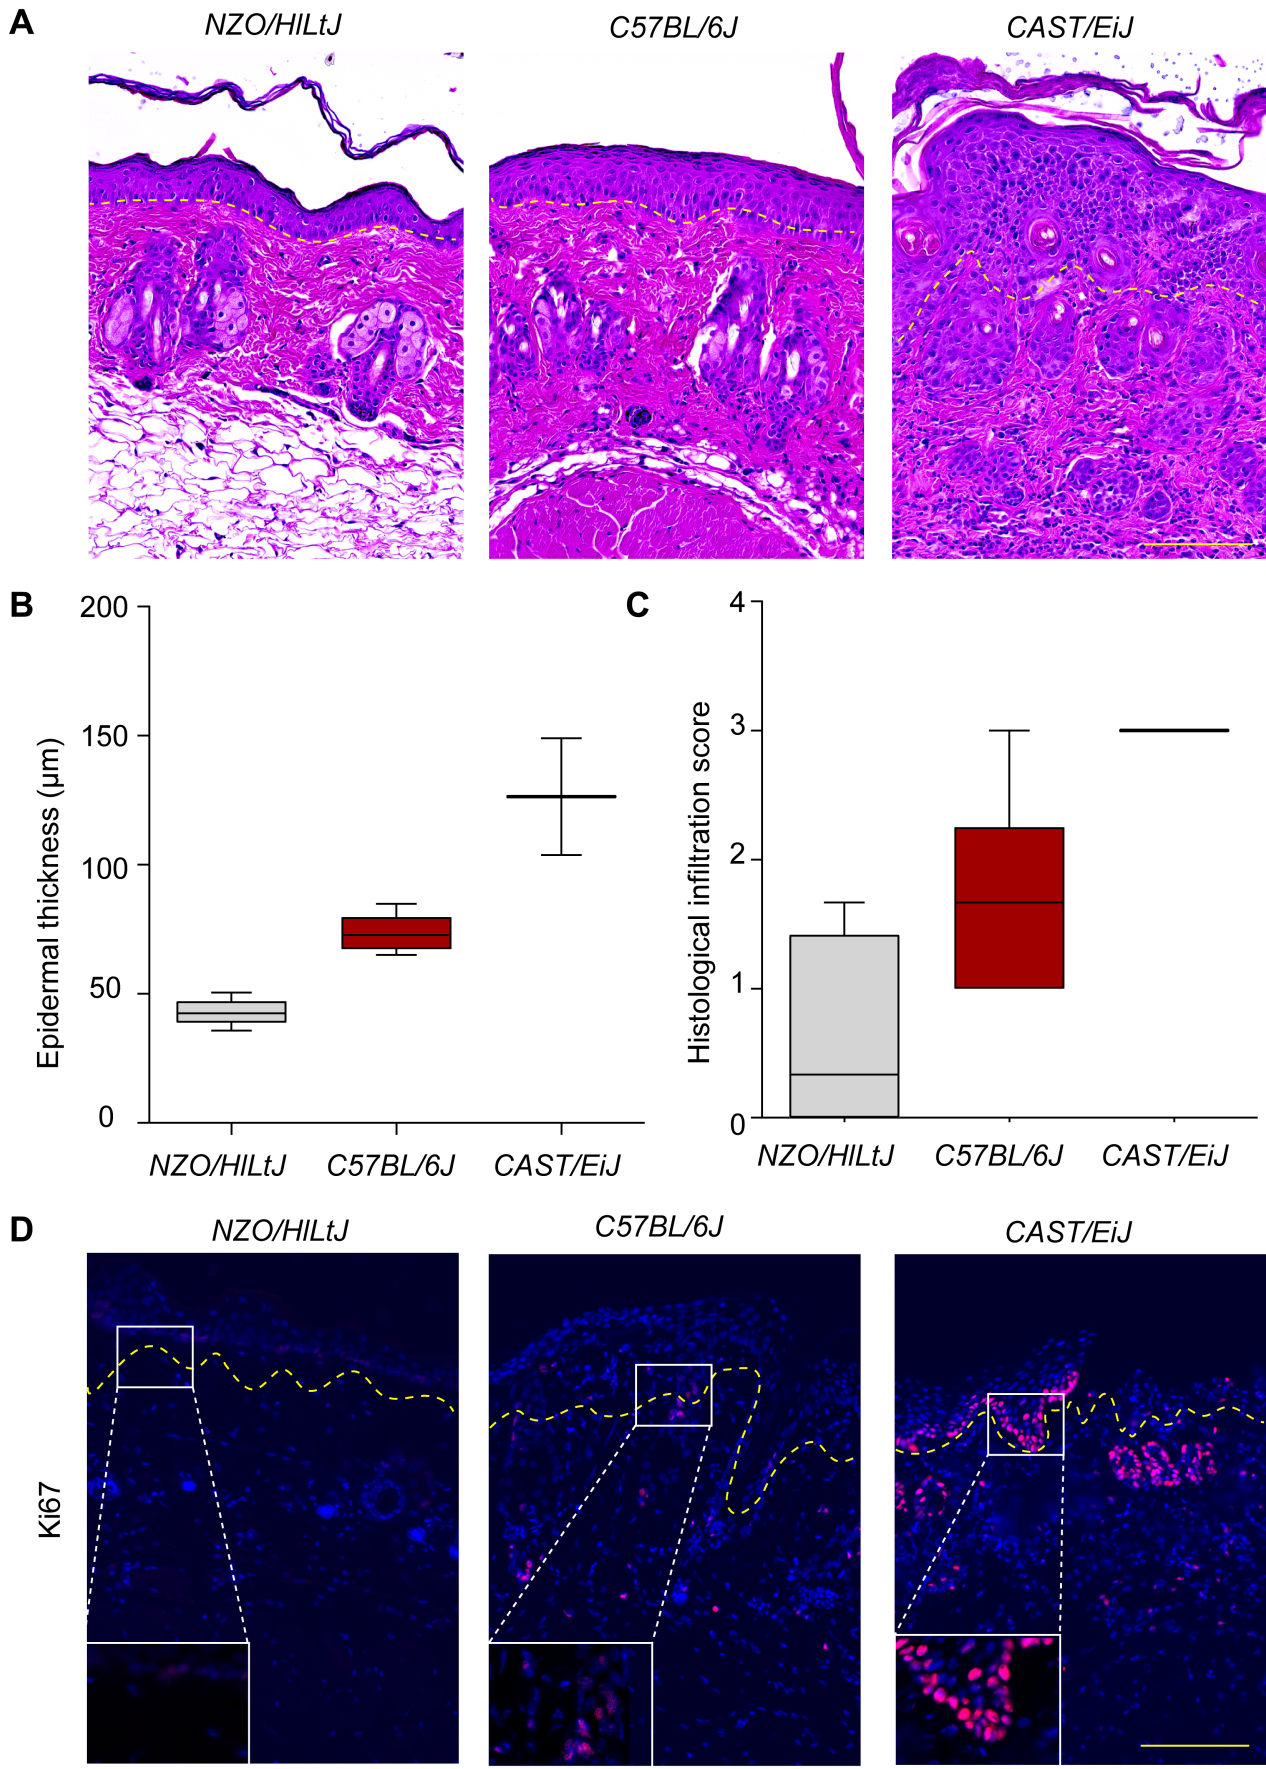 A
NZO/HlLtJ
C57BL/6J
CAST/EiJ
B
Epidermal thickness (µm)
200
150
100
50
0
NZO/HlLtJ
C57BL/6J
CAST/EiJ
C
Histological infiltration score
4
3
2
1
0
NZO/HlLtJ
C57BL/6J
CAST/EiJ
D
NZO/HlLtJ
C57BL/6J
CAST/EiJ
Ki67